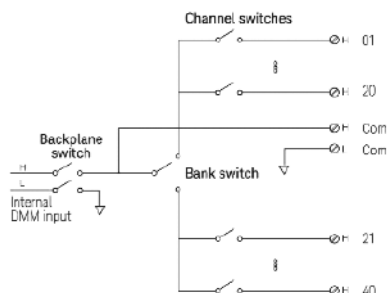 Channel switches
H 01
H 20
Backplane switch
H Com
L Com
H
L
Bank switch
Internal DMM input
H 21
H 40